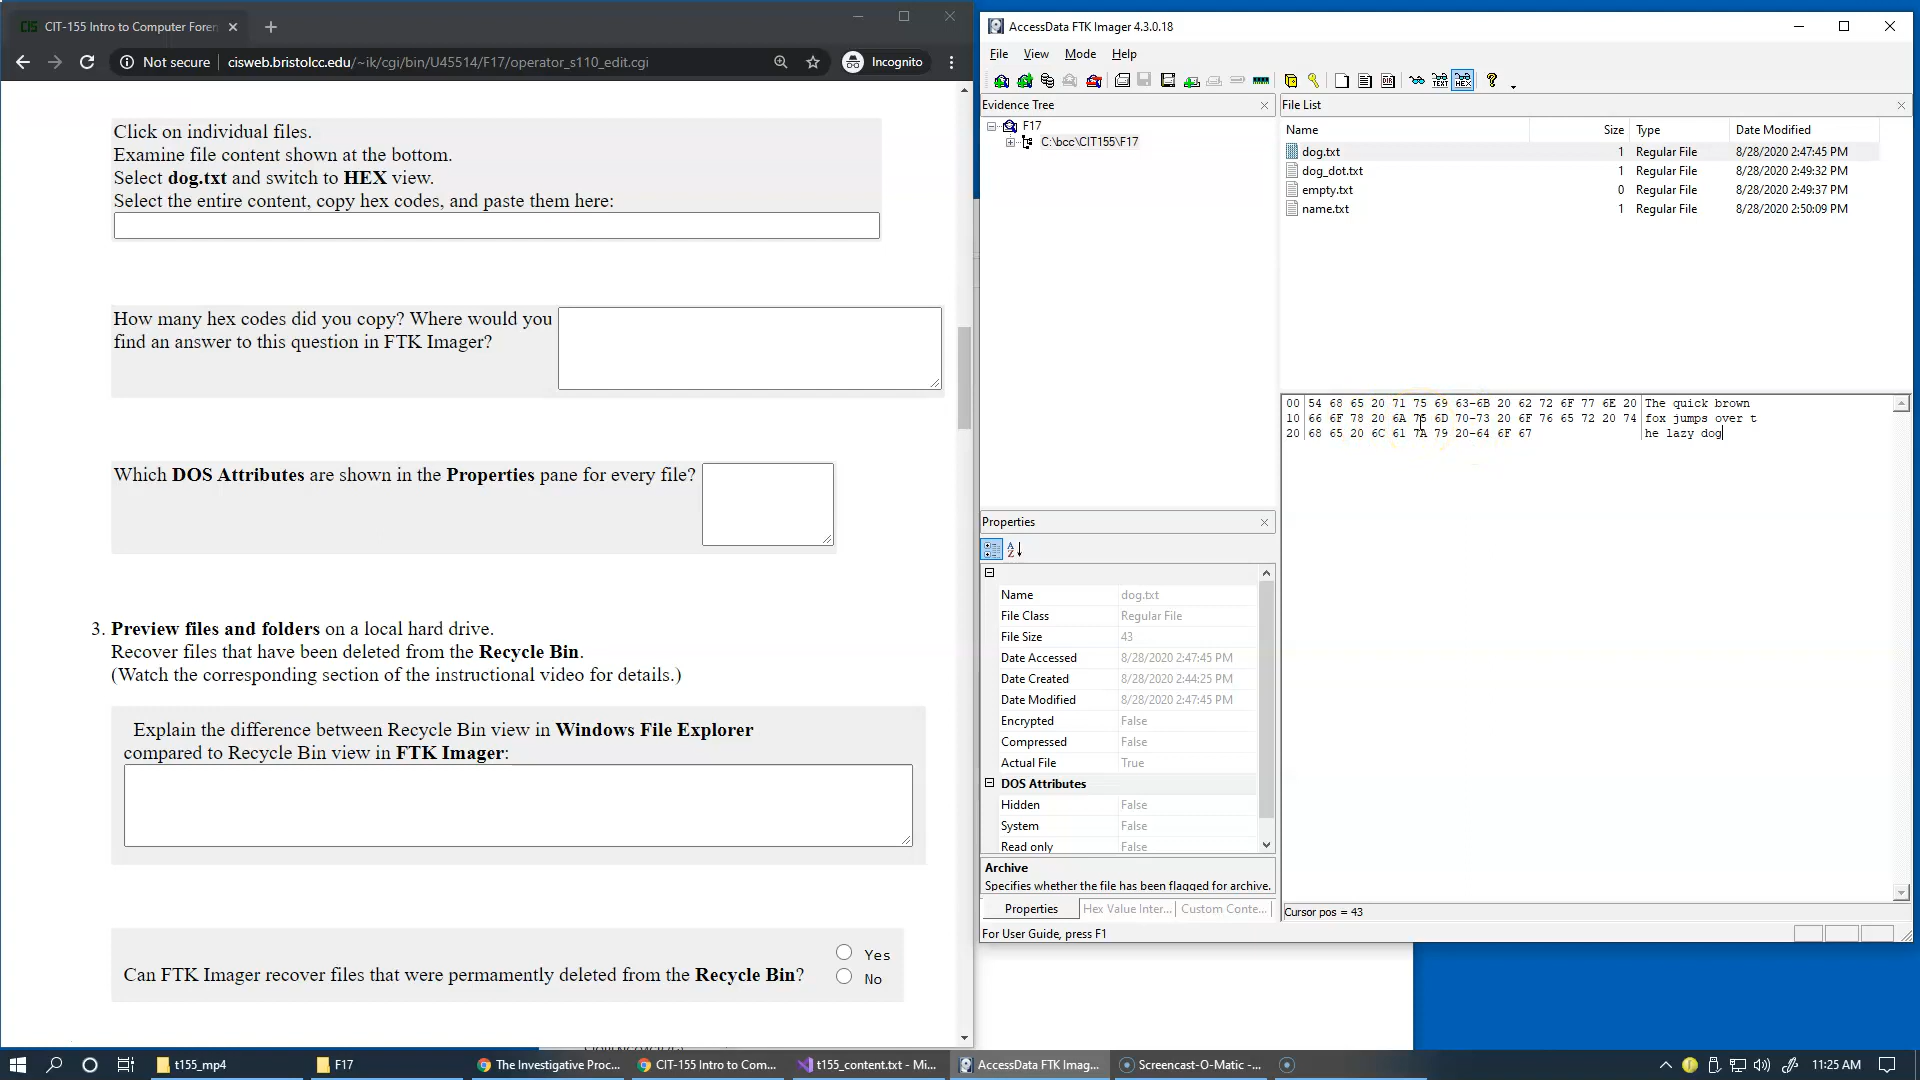 CIS CIT-155 Intro to Computer Foren
Not secure cisweb.bristolcc.edu/~ik/cgi/bin/U45514/F17/operator_s110_edit.cgi Incognito
Click on individual files.
Examine file content shown at the bottom.
Select dog.txt and switch to HEX view.
Select the entire content, copy hex codes, and paste them here:
How many hex codes did you copy? Where would you
find an answer to this question in FTK Imager?
Which DOS Attributes are shown in the Properties pane for every file?
3. Preview files and folders on a local hard drive.
Recover files that have been deleted from the Recycle Bin.
(Watch the corresponding section of the instructional video for details.)
Explain the difference between Recycle Bin view in Windows File Explorer
compared to Recycle Bin view in FTK Imager:
Yes
Can FTK Imager recover files that were permamently deleted from the Recycle Bin?
No
AccessData FTK Imager 4.3.0.18
File View Mode Help
TEXT HEX
Evidence Tree
F17
C:\bcc\CIT155\F17
File List
Name Size Type Date Modified
dog.txt 1 Regular File 8/28/2020 2:47:45 PM
dog_dot.txt 1 Regular File 8/28/2020 2:49:32 PM
empty.txt 0 Regular File 8/28/2020 2:49:37 PM
name.txt 1 Regular File 8/28/2020 2:50:09 PM
00 54 68 65 20 71 75 69 63-6B 20 62 72 6F 77 6E 20 The quick brown
10 66 6F 78 20 6A 75 6D 70-73 20 6F 76 65 72 20 74 fox jumps over t
20 68 65 20 6C 61 7A 79 20-64 6F 67 he lazy dog
Properties
Name dog.txt
File Class Regular File
File Size 43
Date Accessed 8/28/2020 2:47:45 PM
Date Created 8/28/2020 2:44:25 PM
Date Modified 8/28/2020 2:47:45 PM
Encrypted False
Compressed False
Actual File True
DOS Attributes
Hidden False
System False
Read only False
Archive
Specifies whether the file has been flagged for archive.
Properties Hex Value Inter... Custom Conte...
Cursor pos = 43
For User Guide, press F1
t155_mp4 F17 The Investigative Proc... CIT-155 Intro to Com... t155_content.txt - Mi... AccessData FTK Imag... Screencast-O-Matic -... 11:25 AM